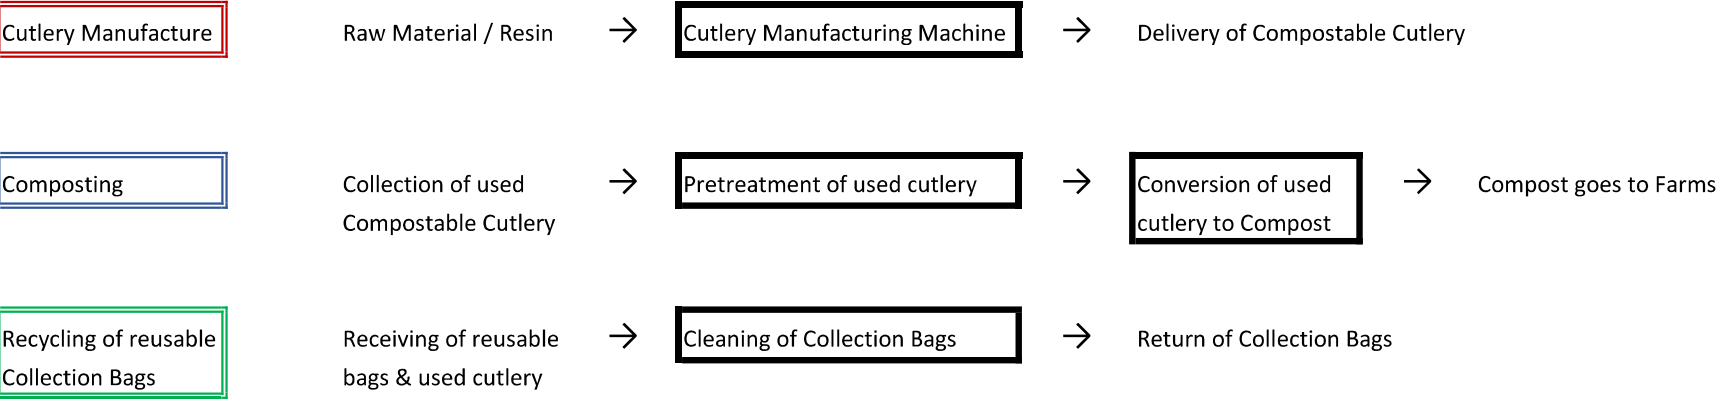 Cutlery Manufacture Raw Material / Resin → Cutlery Manufacturing Machine → Delivery of Compostable Cutlery
Composting Collection of used → Pretreatment of used cutlery → Conversion of used → Compost goes to Farms
Compostable Cutlery cutlery to Compost
Recycling of reusable Receiving of reusable → Cleaning of Collection Bags → Return of Collection Bags
Collection Bags bags & used cutlery